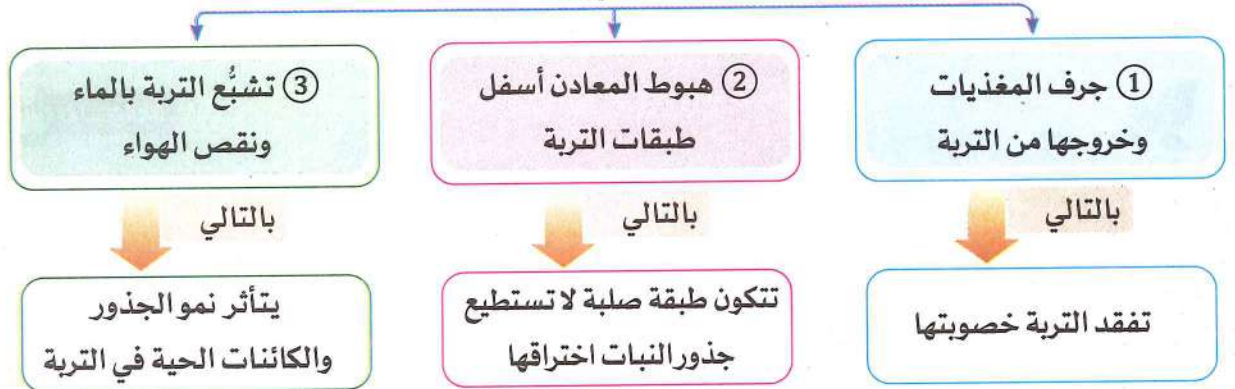 ① جرف المغذيات
وخروجها من التربة
② هبوط المعادن أسفل
طبقات التربة
③ تشبُّع التربة بالماء
ونقص الهواء
بالتالي
بالتالي
بالتالي
تفقد التربة خصوبتها
تتكون طبقة صلبة لا تستطيع
جذور النبات اختراقها
يتأثر نمو الجذور
والكائنات الحية في التربة